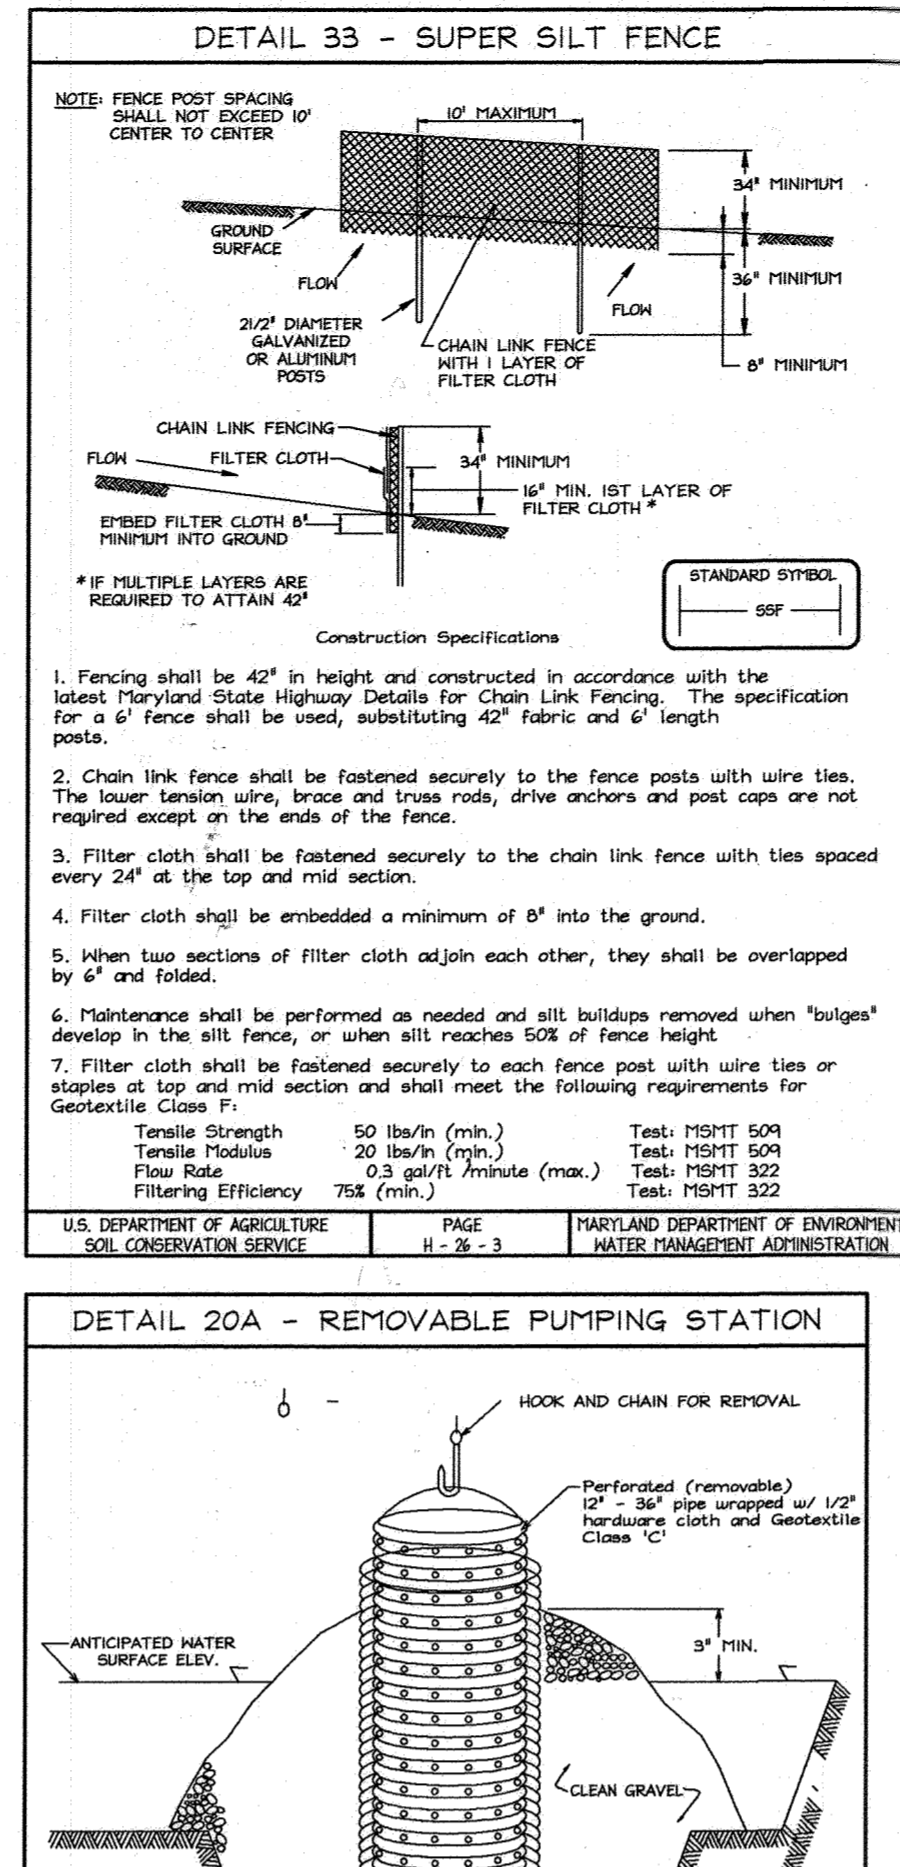 DETAIL 33 - SUPER SILT FENCE
NOTE: FENCE POST SPACING
SHALL NOT EXCEED 10'
CENTER TO CENTER
10' MAXIMUM
34" MINIMUM
GROUND
SURFACE
FLOW
36" MINIMUM
FLOW
21/2" DIAMETER
GALVANIZED
OR ALUMINUM
POSTS
CHAIN LINK FENCE
WITH 1 LAYER OF
FILTER CLOTH
8" MINIMUM
CHAIN LINK FENCING
FLOW
FILTER CLOTH
34" MINIMUM
16" MIN. 1ST LAYER OF
FILTER CLOTH *
EMBED FILTER CLOTH 8"
MINIMUM INTO GROUND
*IF MULTIPLE LAYERS ARE
REQUIRED TO ATTAIN 42"
STANDARD SYMBOL
SSF
Construction Specifications
1. Fencing shall be 42" in height and constructed in accordance with the
latest Maryland State Highway Details for Chain Link Fencing. The specification
for a 6' fence shall be used, substituting 42" fabric and 6' length
posts.
2. Chain link fence shall be fastened securely to the fence posts with wire ties.
The lower tension wire, brace and truss rods, drive anchors and post caps are not
required except on the ends of the fence.
3. Filter cloth shall be fastened securely to the chain link fence with ties spaced
every 24" at the top and mid section.
4. Filter cloth shall be embedded a minimum of 8" into the ground.
5. When two sections of filter cloth adjoin each other, they shall be overlapped
by 6" and folded.
6. Maintenance shall be performed as needed and silt buildups removed when "bulges"
develop in the silt fence, or when silt reaches 50% of fence height
7. Filter cloth shall be fastened securely to each fence post with wire ties or
staples at top and mid section and shall meet the following requirements for
Geotextile Class F:
Tensile Strength 50 lbs/in (min.) Test: MSMT 509
Tensile Modulus 20 lbs/in (min.) Test: MSMT 509
Flow Rate 0.3 gal/ft /minute (max.) Test: MSMT 322
Filtering Efficiency 75% (min.) Test: MSMT 322
U.S. DEPARTMENT OF AGRICULTURE
SOIL CONSERVATION SERVICE
PAGE
H - 26 - 3
MARYLAND DEPARTMENT OF ENVIRONMENT
WATER MANAGEMENT ADMINISTRATION
DETAIL 20A - REMOVABLE PUMPING STATION
HOOK AND CHAIN FOR REMOVAL
Perforated (removable)
12" - 36" pipe wrapped w/ 1/2"
hardware cloth and Geotextile
Class 'C'
ANTICIPATED WATER
SURFACE ELEV.
3" MIN.
CLEAN GRAVEL